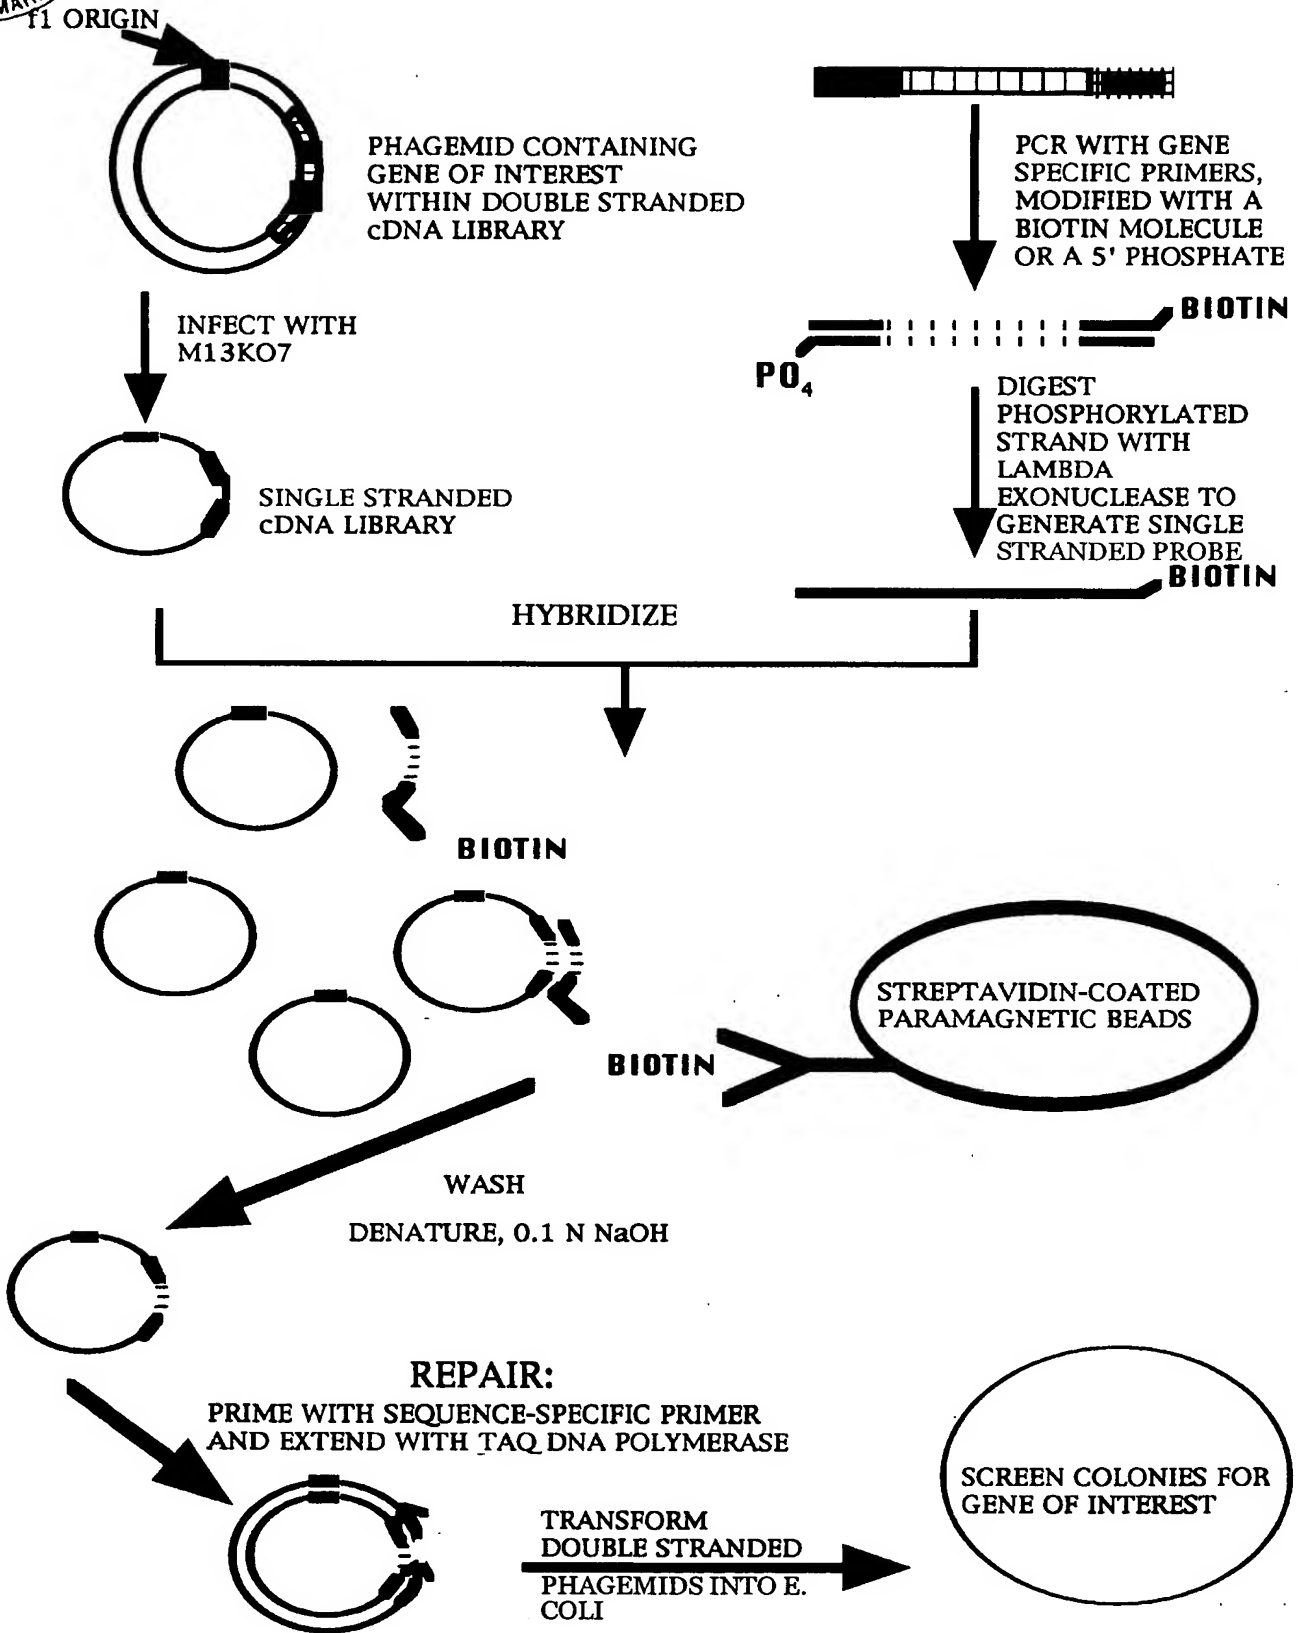 f1 ORIGIN
PHAGEMID CONTAINING
GENE OF INTEREST
WITHIN DOUBLE STRANDED
cDNA LIBRARY
INFECT WITH
M13KO7
SINGLE STRANDED
cDNA LIBRARY
PCR WITH GENE
SPECIFIC PRIMERS,
MODIFIED WITH A
BIOTIN MOLECULE
OR A 5' PHOSPHATE
BIOTIN
PO4
DIGEST
PHOSPHORYLATED
STRAND WITH
LAMBDA
EXONUCLEASE TO
GENERATE SINGLE
STRANDED PROBE
BIOTIN
HYBRIDIZE
BIOTIN
STREPTAVIDIN-COATED
PARAMAGNETIC BEADS
BIOTIN
WASH
DENATURE, 0.1 N NaOH
REPAIR:
PRIME WITH SEQUENCE-SPECIFIC PRIMER
AND EXTEND WITH TAQ DNA POLYMERASE
TRANSFORM
DOUBLE STRANDED
PHAGEMIDS INTO E.
COLI
SCREEN COLONIES FOR
GENE OF INTEREST